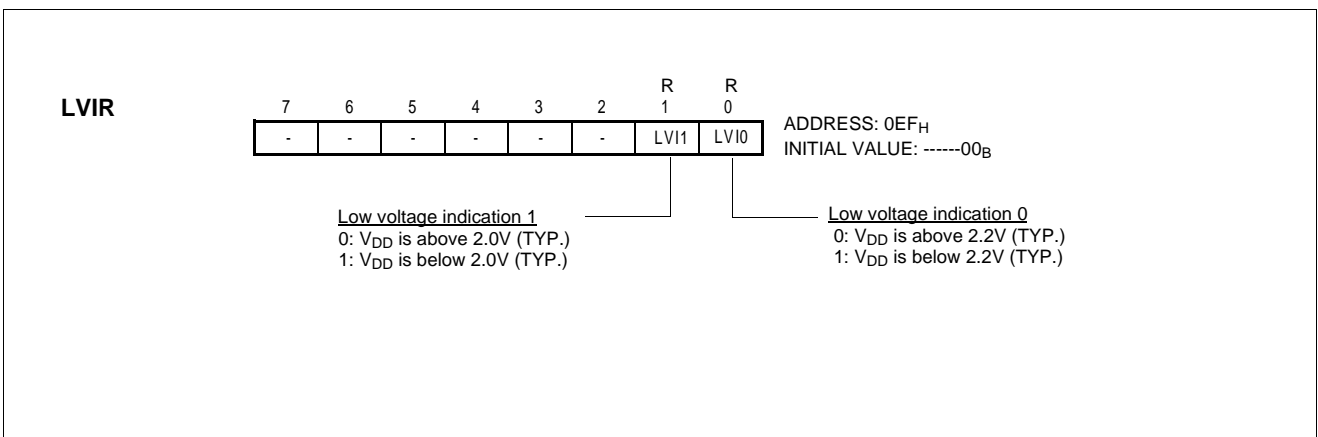 R R
LVIR 7 6 5 4 3 2 1 0
- - - - - - LVI1 LVI0
ADDRESS: 0EFH
INITIAL VALUE: ------00B
Low voltage indication 1
0: VDD is above 2.0V (TYP.)
1: VDD is below 2.0V (TYP.)
Low voltage indication 0
0: VDD is above 2.2V (TYP.)
1: VDD is below 2.2V (TYP.)